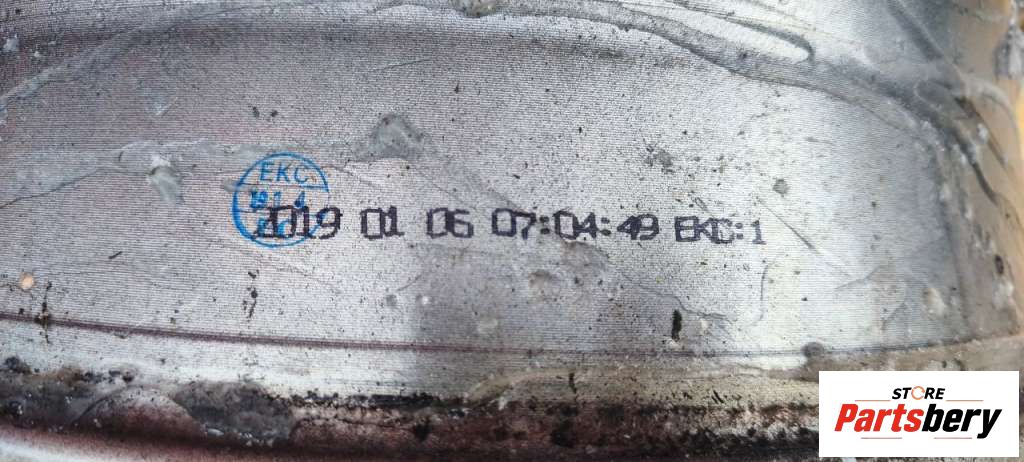 EKC
2019 01 06 07:04:49 EKC:1
STORE
Partsbery